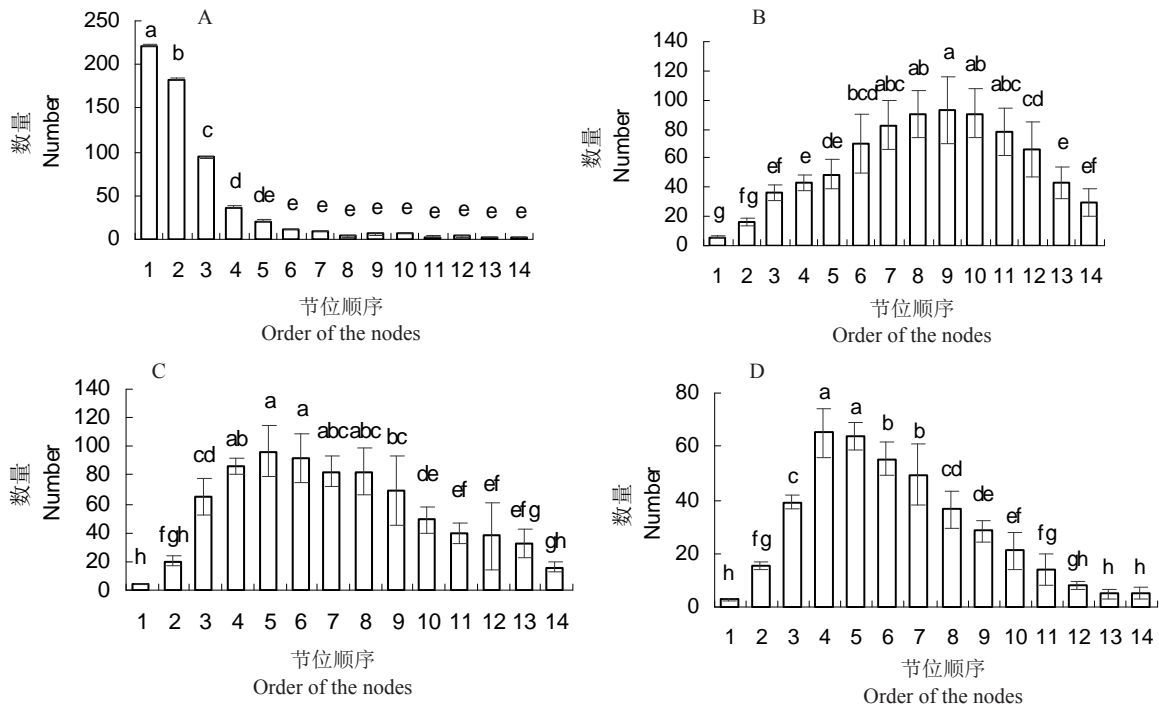 A
250
200
150
100
50
0
数量
Number
a b c d de e e e e e e e e e
1 2 3 4 5 6 7 8 9 10 11 12 13 14
节位顺序
Order of the nodes
B
140
120
100
80
60
40
20
0
数量
Number
g fg ef e de bcd abc ab a ab abc cd e ef
1 2 3 4 5 6 7 8 9 10 11 12 13 14
节位顺序
Order of the nodes
C
140
120
100
80
60
40
20
0
数量
Number
h fgh cd ab a a abc abc bc de ef ef efg gh
1 2 3 4 5 6 7 8 9 10 11 12 13 14
节位顺序
Order of the nodes
D
80
60
40
20
0
数量
Number
h fg c a a b b cd de ef fg gh h h
1 2 3 4 5 6 7 8 9 10 11 12 13 14
节位顺序
Order of the nodes